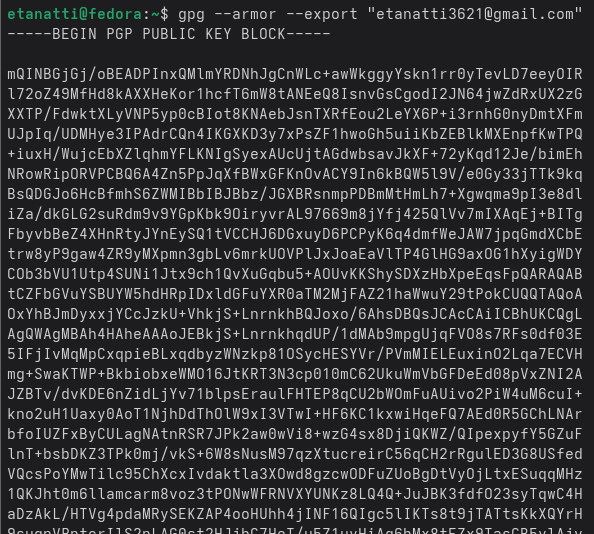 etanatti@fedora:~$ gpg --armor --export "etanatti3621@gmail.com"
-----BEGIN PGP PUBLIC KEY BLOCK-----
mQINBGjGj/oBEADPInxQMlmYRDNhJgCnWLc+awWkggyYskn1rr0yTevLD7eeyOIR
l72oZ49MfHd8kAXXHeKor1hcfT6mW8tANEeQ8IsnvGsCgodI2JN64jwZdRxUX2zG
XXTP/FdwktXLyVNP5yp0cBIot8KNAebJsnTXRfEou2LeYX6P+i3rnhG0nyDmtXFm
UJpIq/UDMHye3IPAdrCQn4IKGXKD3y7xPsZF1hwoGh5uiiKbZEBlkMXEnpfKwTPQ
+iuxH/WujcEbXZlqhmYFLKNIgSyexAUcUjtAGdwbsavJkXF+72yKqd12Je/bimEh
NRowRipORVPCBQG6A4Zn5PpJqXfBWxGFKnOvACY9In6kBQW5l9V/e0Gy33jTTk9kq
BsQDGJo6HcBfmhS6ZWMIBbIBJBbz/JGXBRsnmpPDBmMtHmLh7+Xgwqma9pI3e8dl
iZa/dkGLG2suRdm9v9YGpKbk9OiryvrAL97669m8jYfj425QlVv7mIXAqEj+BITg
FbyvbBeZ4XHnRtyJYnEySQ1tVCCHJ6DGxuyD6PCPyK6q4dmfWeJAW7jpqGmdXCbE
trw8yP9gaw4ZR9yMXpmn3gbLv6mrkUOVPlJxJoaEaVlTP4GlHG9axOG1hXyigWDY
COb3bVU1Utp4SUNi1Jtx9ch1QvXuGqbu5+AOUvKKShySDXzHbXpeEqsFpQARAQAB
tCZFbGVuYSBUYW5hdHRpIDxldGFuYXR0aTM2MjFAZ21haWwuY29tPokCUQQTAQoA
OxYhBJmDyxxjYCcJzkU+VhkjS+LnrnkhBQJoxo/6AhsDBQsJCAcCAiICBhUKCQgL
AgQWAgMBAh4HAheAAAoJEBkjS+LnrnkhqdUP/1dMAb9mpgUjqFVO8s7RFs0df03E
5IFjIvMqMpCxqpieBLxqdbyzWNzkp81OSycHESYVr/PVmMIELEuxinO2Lqa7ECVH
mg+SwaKTWP+BkbiobxeWMO16JtKRT3N3cp010mC62UkuWmVbGFDeEd08pVxZNI2A
JZBTv/dvKDE6nZidLjYv71blpsEraulFHTEP8qCU2bWOmFuAUivo2PiW4uM6cuI+
kno2uH1Uaxy0AoT1NjhDdThOlW9xI3VTwI+HF6KC1kxwiHqeFQ7AEd0R5GChLNAr
bfoIUZFxByCULagNAtnRSR7JPk2aw0wVi8+wzG4sx8DjiQKWZ/QIpexpyfY5GZuF
lnT+bsbDKZ3TPk0mj/vkS+6W8sNusM97qzXtucreirC56qCH2rRgulED3G8USfed
VQcsPoYMwTilc95ChXcxIvdaktla3XOwd8gzcwODFuZUoBgDtVyOjLtxESuqqMHz
1QKJht0m6llamcarm8voz3tPONwWFRNVXYUNKz8LQ4Q+JuJBK3fdfO23syTqwC4H
aDzAkL/HTVg4pdaMRySEKZAP4ooHUhh4jINF16QIgc5lIKTs8t9jTATtsKkXQYrH